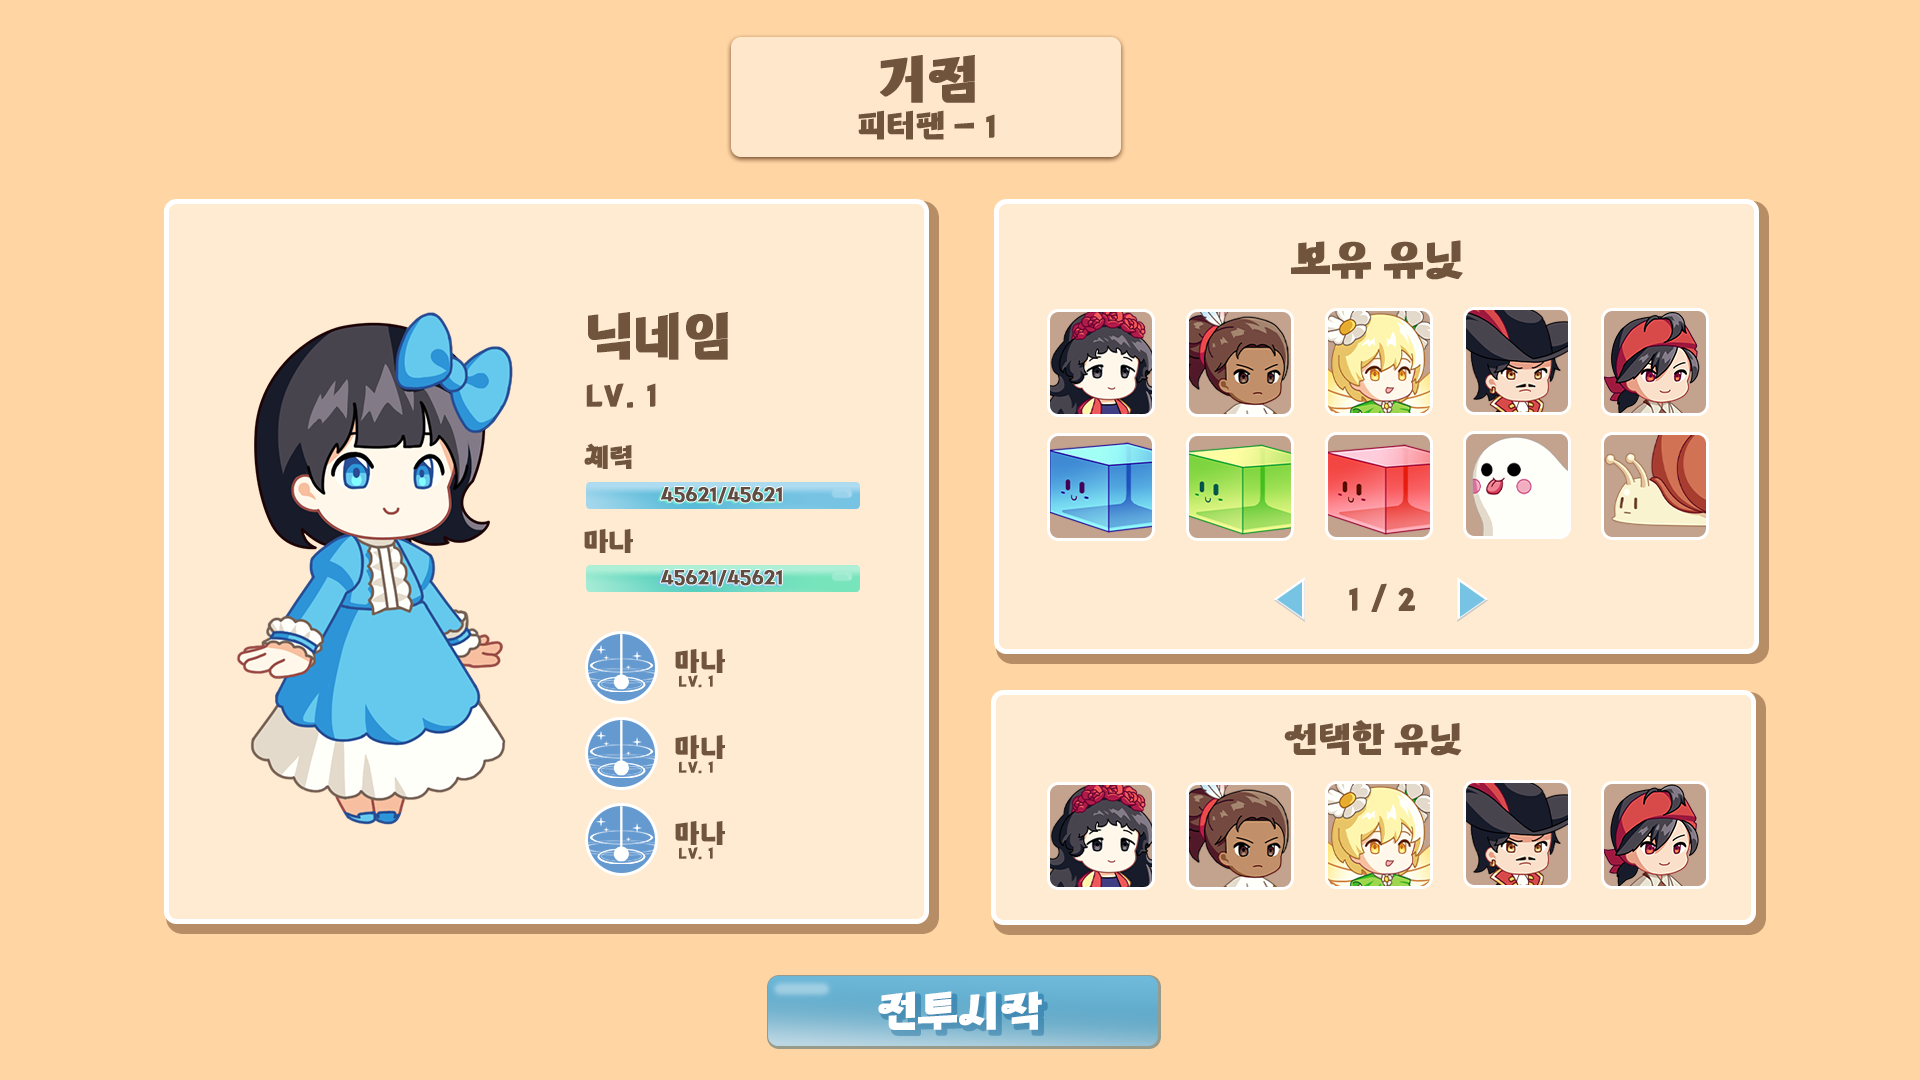 거점
피터팬 - 1
닉네임
LV. 1
체력
45621/45621
마나
45621/45621
마나
LV. 1
마나
LV. 1
마나
LV. 1
보유 유닛
1 / 2
선택한 유닛
전투시작